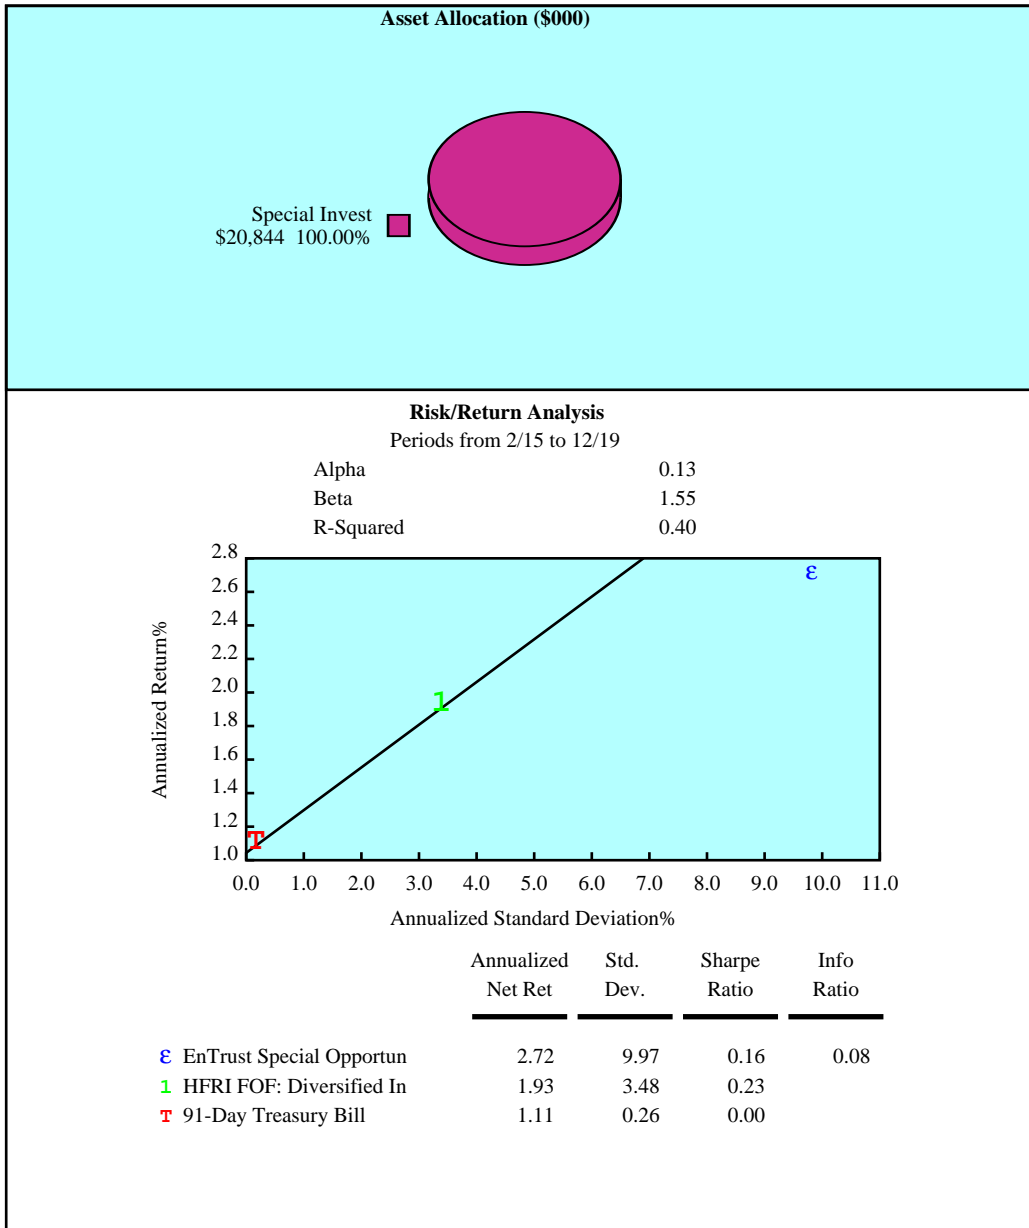 Asset Allocation ($000)
Special Invest
$20,844 100.00%
Risk/Return Analysis
Periods from 2/15 to 12/19
Alpha 0.13
Beta 1.55
R-Squared 0.40
Annualized Return%
2.8
2.6
2.4
2.2
2.0
1.8
1.6
1.4
1.2
1.0
ε
1
T
0.0 1.0 2.0 3.0 4.0 5.0 6.0 7.0 8.0 9.0 10.0 11.0
Annualized Standard Deviation%
Annualized Std. Sharpe Info
Net Ret Dev. Ratio Ratio
ε EnTrust Special Opportun 2.72 9.97 0.16 0.08
1 HFRI FOF: Diversified In 1.93 3.48 0.23
T 91-Day Treasury Bill 1.11 0.26 0.00